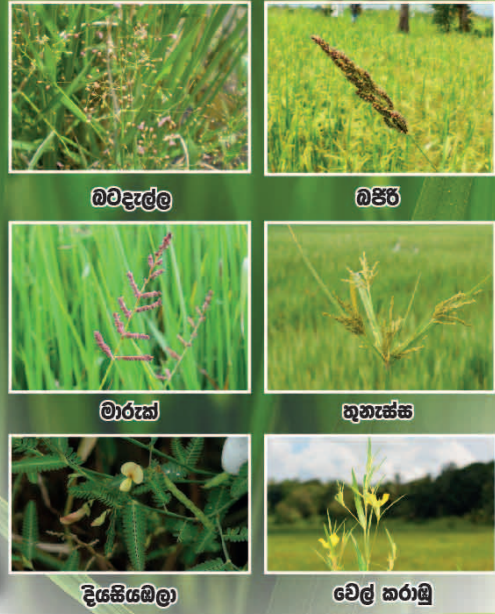 බටදැල්ල
බජිරි
මාරුක්
තුනැස්ස
දියසියඹලා
වෙල් කරාඹු